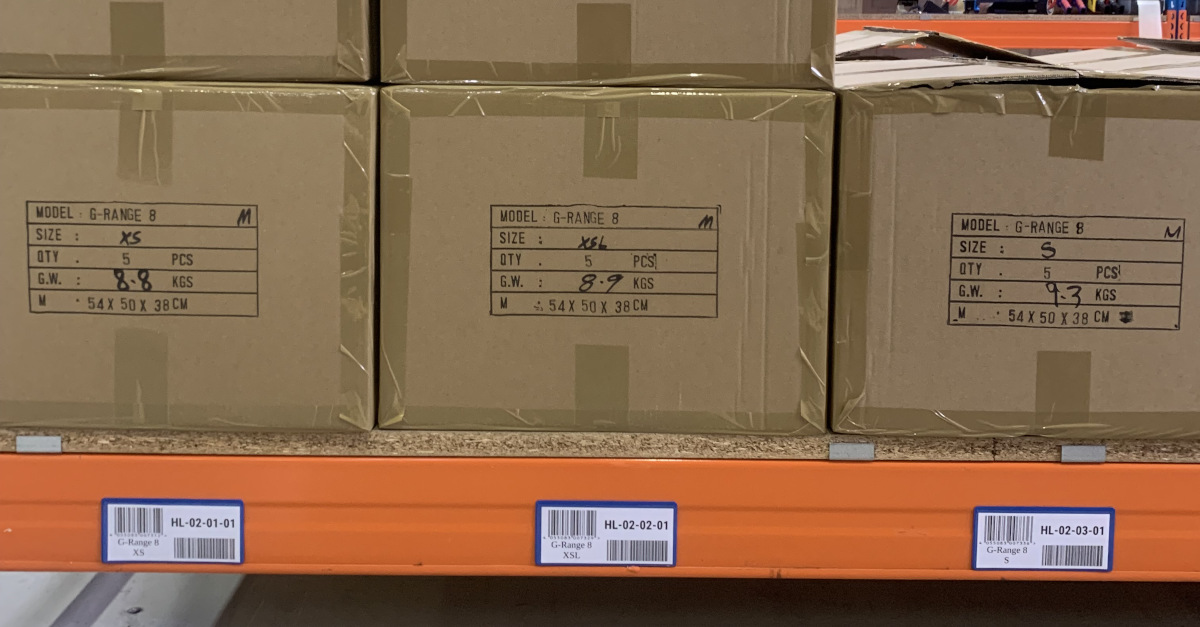 MODEL : G-RANGE 8 M
SIZE : XS
QTY . 5 PCS
G.W. : 8.8 KGS
M . 54 X 50 X 38 CM
MODEL : G-RANGE 8 M
SIZE : XSL
QTY . 5 PCS
G.W. : 8.9 KGS
M : 54 X 50 X 38 CM
MODEL : G-RANGE 8 M
SIZE : S
QTY . 5 PCS
G.W. : 9.3 KGS
M . 54 X 50 X 38 CM
HL-02-01-01
G-Range 8
XS
HL-02-02-01
G-Range 8
XSL
HL-02-03-01
G-Range 8
S